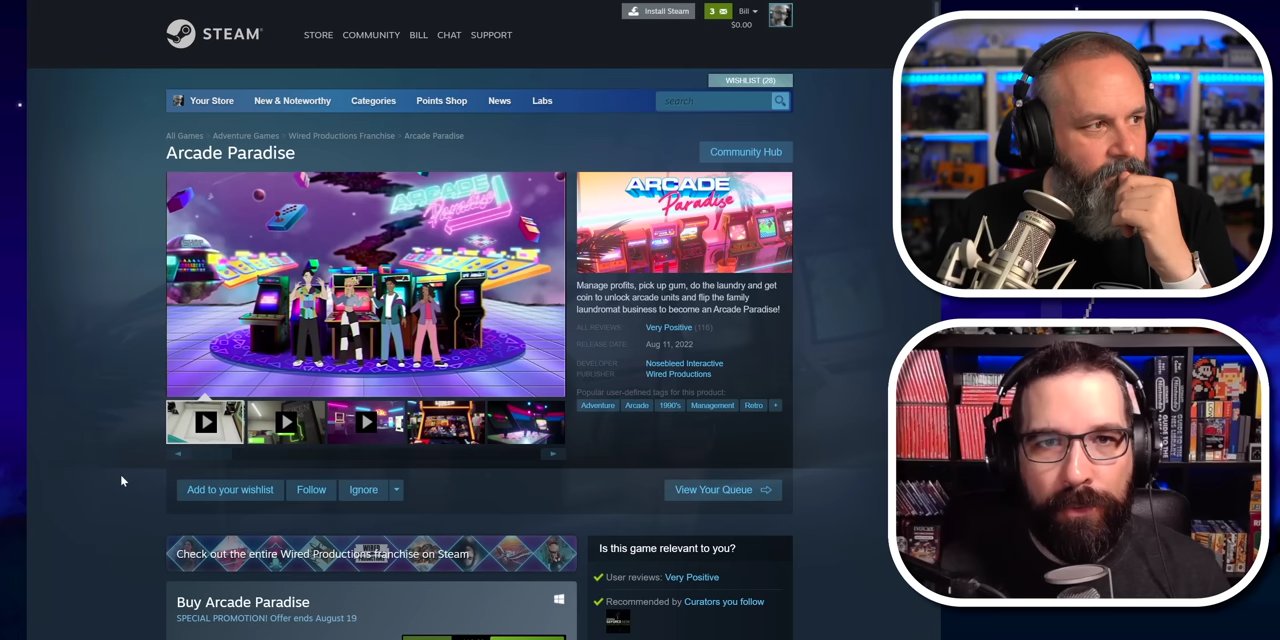 Install Steam
3
Bill
$0.00
STEAM
STORE
COMMUNITY
BILL
CHAT
SUPPORT
WISHLIST (28)
Your Store
New & Noteworthy
Categories
Points Shop
News
Labs
search
All Games > Adventure Games > Wired Productions Franchise > Arcade Paradise
Arcade Paradise
Community Hub
ARCADE
Paradise
ARCADE
Paradise
Manage profits, pick up gum, do the laundry and get
coin to unlock arcade units and flip the family
laundromat business to become an Arcade Paradise!
ALL REVIEWS: Very Positive (116)
RELEASE DATE: Aug 11, 2022
DEVELOPER: Nosebleed Interactive
PUBLISHER: Wired Productions
Popular user-defined tags for this product:
Adventure
Arcade
1990's
Management
Retro
+
Add to your wishlist
Follow
Ignore
View Your Queue
Check out the entire Wired Productions franchise on Steam
Is this game relevant to you?
User reviews: Very Positive
Recommended by Curators you follow
Buy Arcade Paradise
SPECIAL PROMOTION! Offer ends August 19